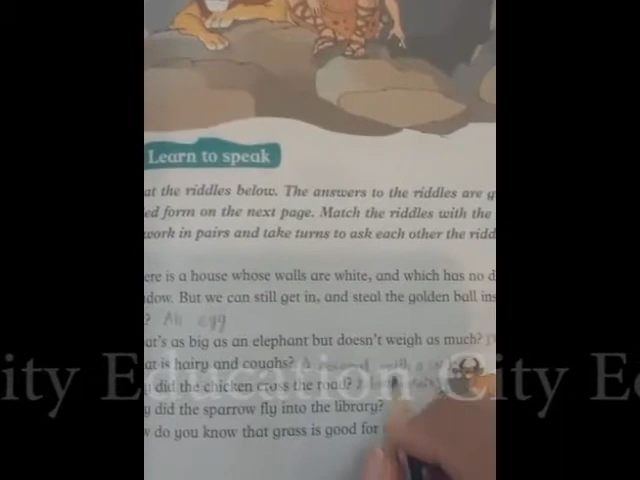 Learn to speak
at the riddles below. The answers to the riddles are g
ed form on the next page. Match the riddles with the
work in pairs and take turns to ask each other the ridd
ere is a house whose walls are white, and which has no d
dow. But we can still get in, and steal the golden ball ins
? An egg
at's as big as an elephant but doesn't weigh as much?
at is hairy and coughs?
ity Education City E
y did the chicken cross the road?
y did the sparrow fly into the library?
w do you know that grass is good for